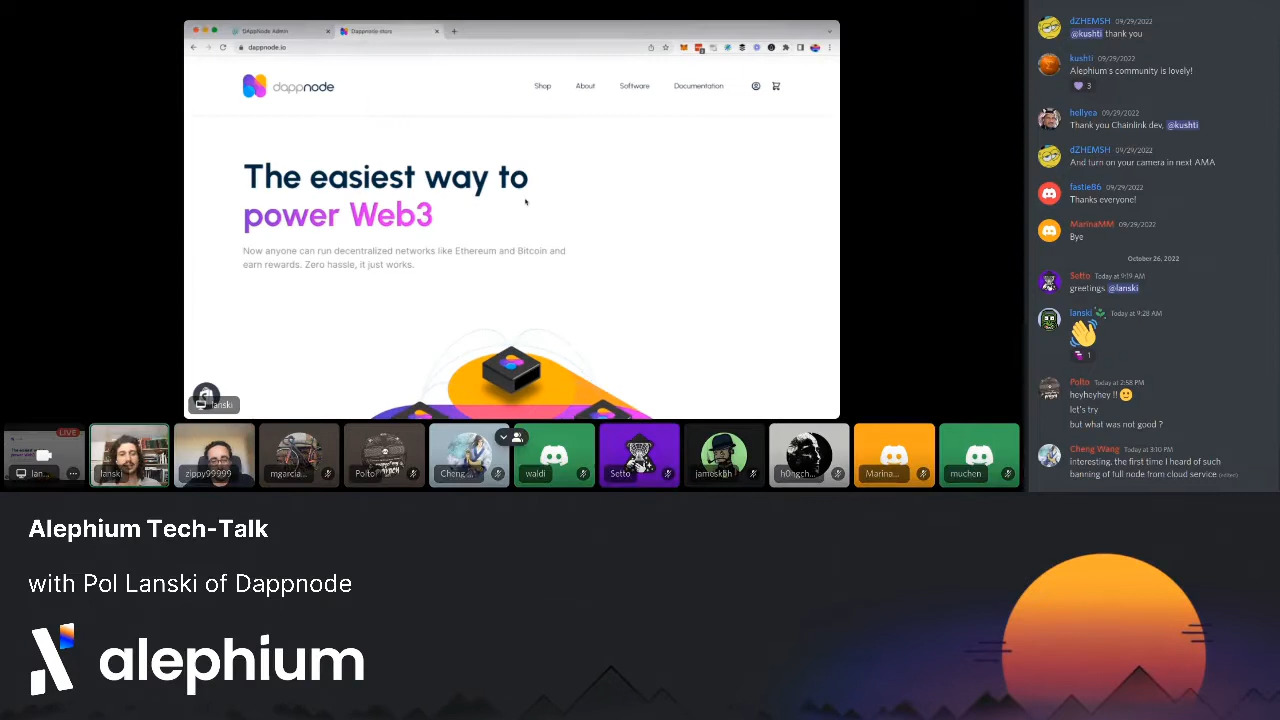 DAppNode Admin
Dappnode store
dappnode.io
dappnode
Shop
About
Software
Documentation
The easiest way to
power Web3
Now anyone can run decentralized networks like Ethereum and Bitcoin and
earn rewards. Zero hassle, it just works.
lanski
LIVE
lan...
lanski
zippy99999
mgarcia...
Polto
Cheng...
waldi
Setto
jamoskbh
h0ngch...
Marina...
muchen
dZHEMSH 09/29/2022
@kushti thank you
kushti 09/29/2022
Alephium's community is lovely!
3
hellyea 09/29/2022
Thank you Chainlink dev, @kushti
dZHEMSH 09/29/2022
And turn on your camera in next AMA
fastie86 09/29/2022
Thanks everyone!
MarinaMM 09/29/2022
Bye
October 26, 2022
Setto Today at 9:19 AM
greetings @lanski
lanski Today at 9:28 AM
1
Polto Today at 2:58 PM
heyheyhey !!
let's try
but what was not good ?
Cheng Wang Today at 3:10 PM
interesting, the first time I heard of such
banning of full node from cloud service (edited)
Alephium Tech-Talk
with Pol Lanski of Dappnode
alephium